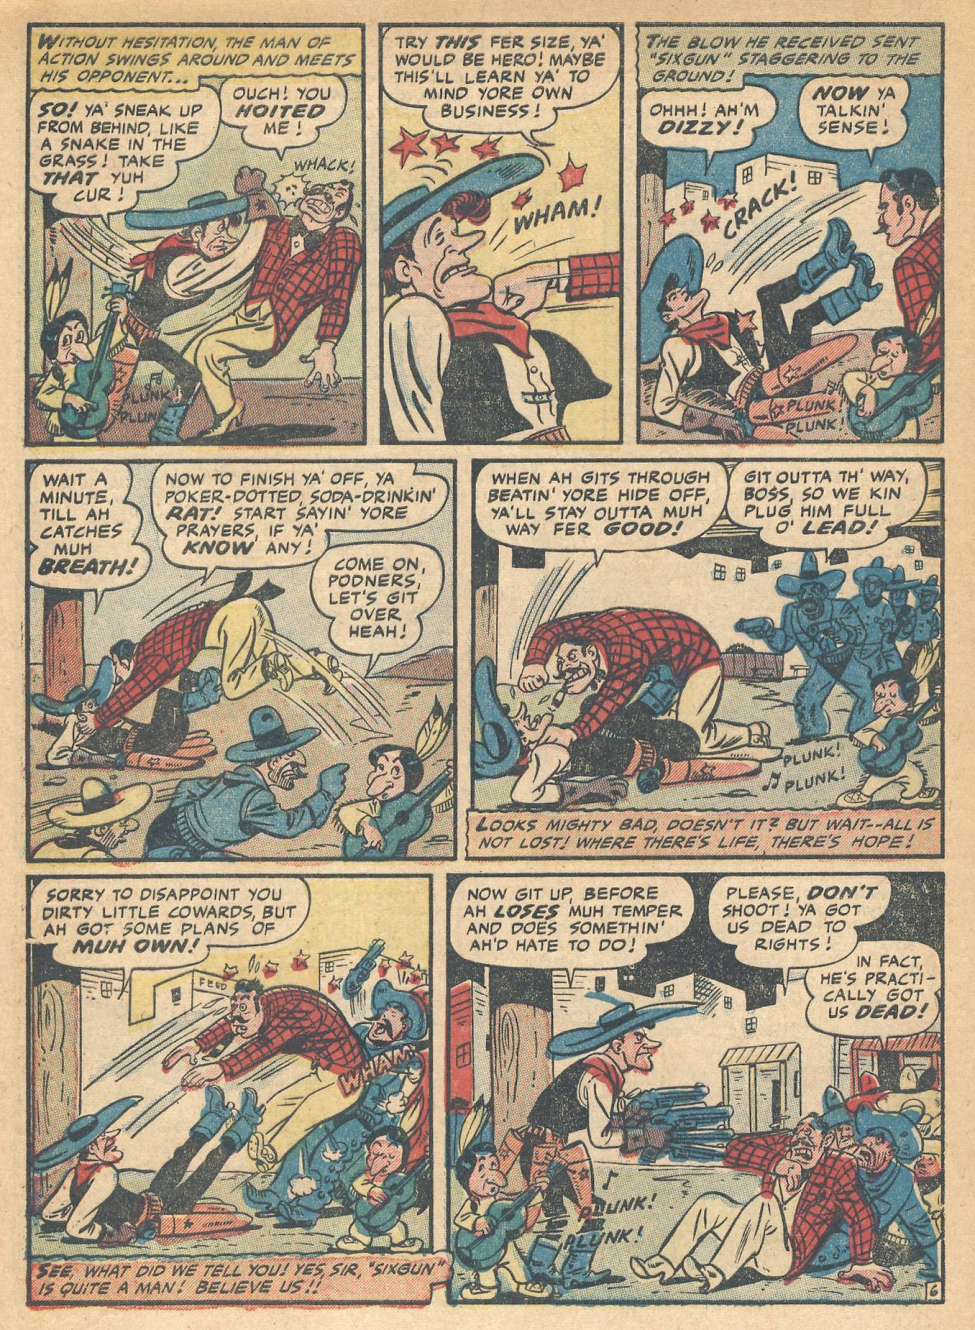 WITHOUT HESITATION, THE MAN OF
ACTION SWINGS AROUND AND MEETS
HIS OPPONENT...
SO! YA' SNEAK UP
FROM BEHIND, LIKE
A SNAKE IN THE
GRASS! TAKE
THAT YUH
CUR!
OUCH! YOU
HOITED
ME!
WHACK!
PLUNK!
PLUNK!
TRY THIS FER SIZE, YA'
WOULD BE HERO! MAYBE
THIS'LL LEARN YA' TO
MIND YORE OWN
BUSINESS!
WHAM!
THE BLOW HE RECEIVED SENT
"SIXGUN" STAGGERING TO THE
GROUND!
OHHH! AH'M
DIZZY!
NOW YA
TALKIN'
SENSE!
CRACK!
PLUNK!
PLUNK!
WAIT A
MINUTE,
TILL AH
CATCHES
MUH
BREATH!
NOW TO FINISH YA' OFF, YA
POKER-DOTTED, SODA-DRINKIN'
RAT! START SAYIN' YORE
PRAYERS, IF YA'
KNOW ANY!
COME ON,
PODNERS,
LET'S GIT
OVER
HEAH!
WHEN AH GITS THROUGH
BEATIN' YORE HIDE OFF,
YA'LL STAY OUTTA MUH
WAY FER GOOD!
GIT OUTTA TH' WAY,
BOSS, SO WE KIN
PLUG HIM FULL
O' LEAD!
PLUNK!
PLUNK!
LOOKS MIGHTY BAD, DOESN'T IT? BUT WAIT--ALL IS
NOT LOST! WHERE THERE'S LIFE, THERE'S HOPE!
SORRY TO DISAPPOINT YOU
DIRTY LITTLE COWARDS, BUT
AH GOT SOME PLANS OF
MUH OWN!
FEED
WHAM!
SEE, WHAT DID WE TELL YOU! YES, SIR, "SIXGUN"
IS QUITE A MAN! BELIEVE US!!
NOW GIT UP, BEFORE
AH LOSES MUH TEMPER
AND DOES SOMETHIN'
AH'D HATE TO DO!
PLEASE, DON'T
SHOOT! YA GOT
US DEAD TO
RIGHTS!
IN FACT,
HE'S PRACTI-
CALLY GOT
US DEAD!
PLUNK!
PLUNK!
6